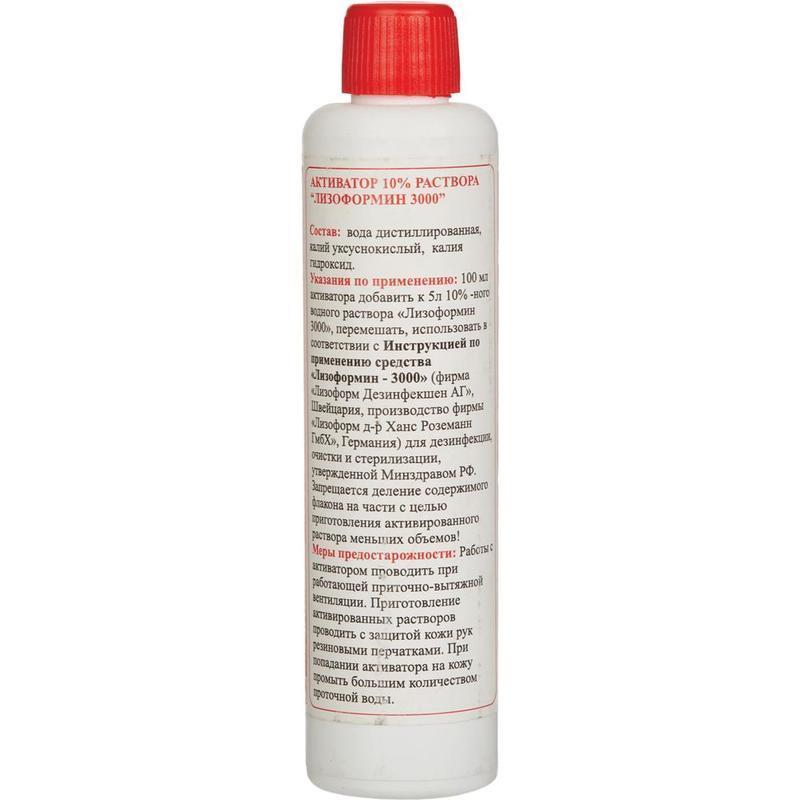 АКТИВАТОР 10% РАСТВОРА
"ЛИЗОФОРМИН 3000"
Состав: вода дистиллированная,
калий уксуснокислый, калия
гидроксид.
Указания по применению: 100 мл
активатора добавить к 5л 10% -ного
водного раствора «Лизоформин
3000», перемешать, использовать в
соответствии с Инструкцией по
применению средства
«Лизоформин - 3000» (фирма
«Лизоформ Дезинфекшен АГ»,
Швейцария, производство фирмы
«Лизоформ д-р Ханс Роземанн
ГмбХ», Германия) для дезинфекции,
очистки и стерилизации,
утвержденной Минздравом РФ.
Запрещается деление содержимого
флакона на части с целью
приготовления активированного
раствора меньших объемов!
Меры предосторожности: Работы с
активатором проводить при
работающей приточно-вытяжной
вентиляции. Приготовление
активированных растворов
проводить с защитой кожи рук
резиновыми перчатками. При
попадании активатора на кожу
промыть большим количеством
проточной воды.